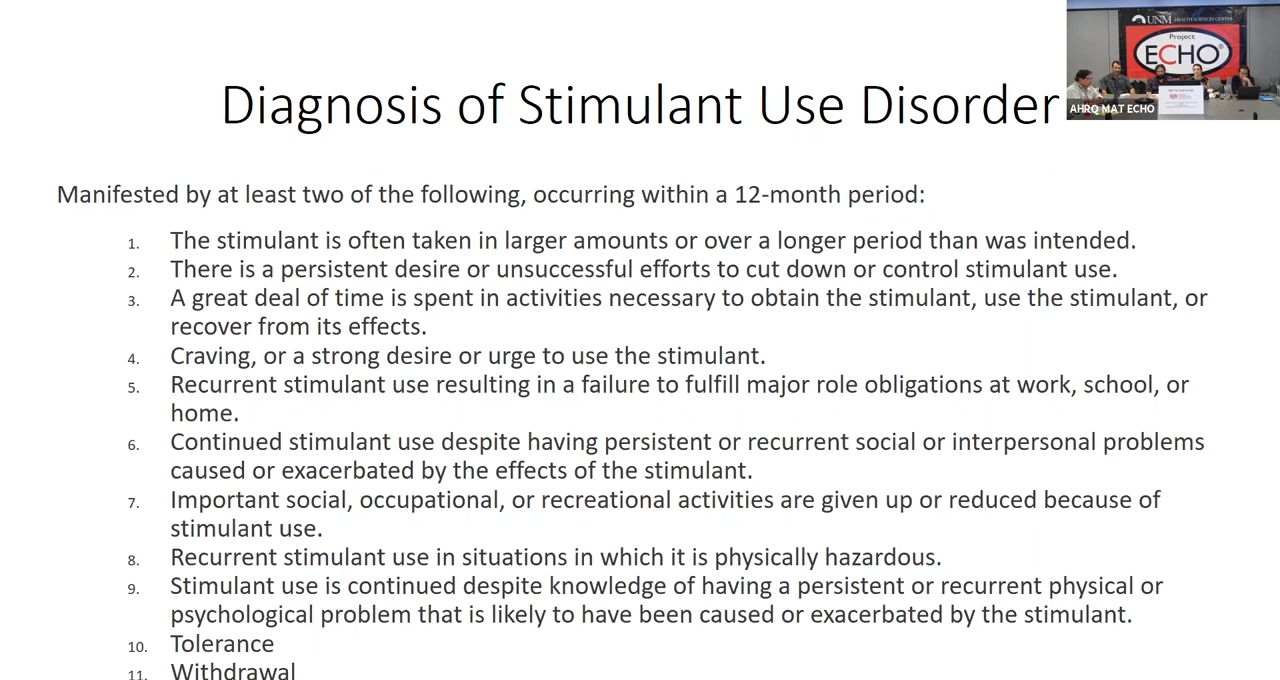 Diagnosis of Stimulant Use Disorder
UNM HEALTH SCIENCES CENTER
Project
ECHO®
AHRQ MAT ECHO
Manifested by at least two of the following, occurring within a 12-month period:
1. The stimulant is often taken in larger amounts or over a longer period than was intended.
2. There is a persistent desire or unsuccessful efforts to cut down or control stimulant use.
3. A great deal of time is spent in activities necessary to obtain the stimulant, use the stimulant, or
recover from its effects.
4. Craving, or a strong desire or urge to use the stimulant.
5. Recurrent stimulant use resulting in a failure to fulfill major role obligations at work, school, or
home.
6. Continued stimulant use despite having persistent or recurrent social or interpersonal problems
caused or exacerbated by the effects of the stimulant.
7. Important social, occupational, or recreational activities are given up or reduced because of
stimulant use.
8. Recurrent stimulant use in situations in which it is physically hazardous.
9. Stimulant use is continued despite knowledge of having a persistent or recurrent physical or
psychological problem that is likely to have been caused or exacerbated by the stimulant.
10. Tolerance
11. Withdrawal